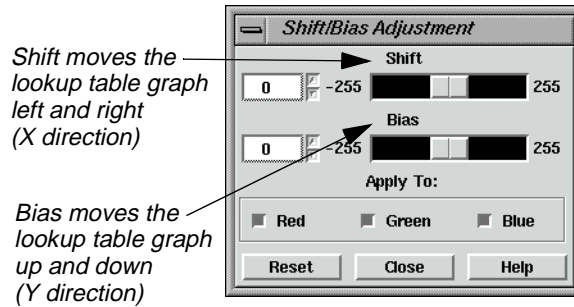 Shift/Bias Adjustment
Shift moves the
lookup table graph
left and right
(X direction)
Shift
0 -255 255
Bias
0 -255 255
Apply To:
Bias moves the
lookup table graph
up and down
(Y direction)
Red Green Blue
Reset Close Help